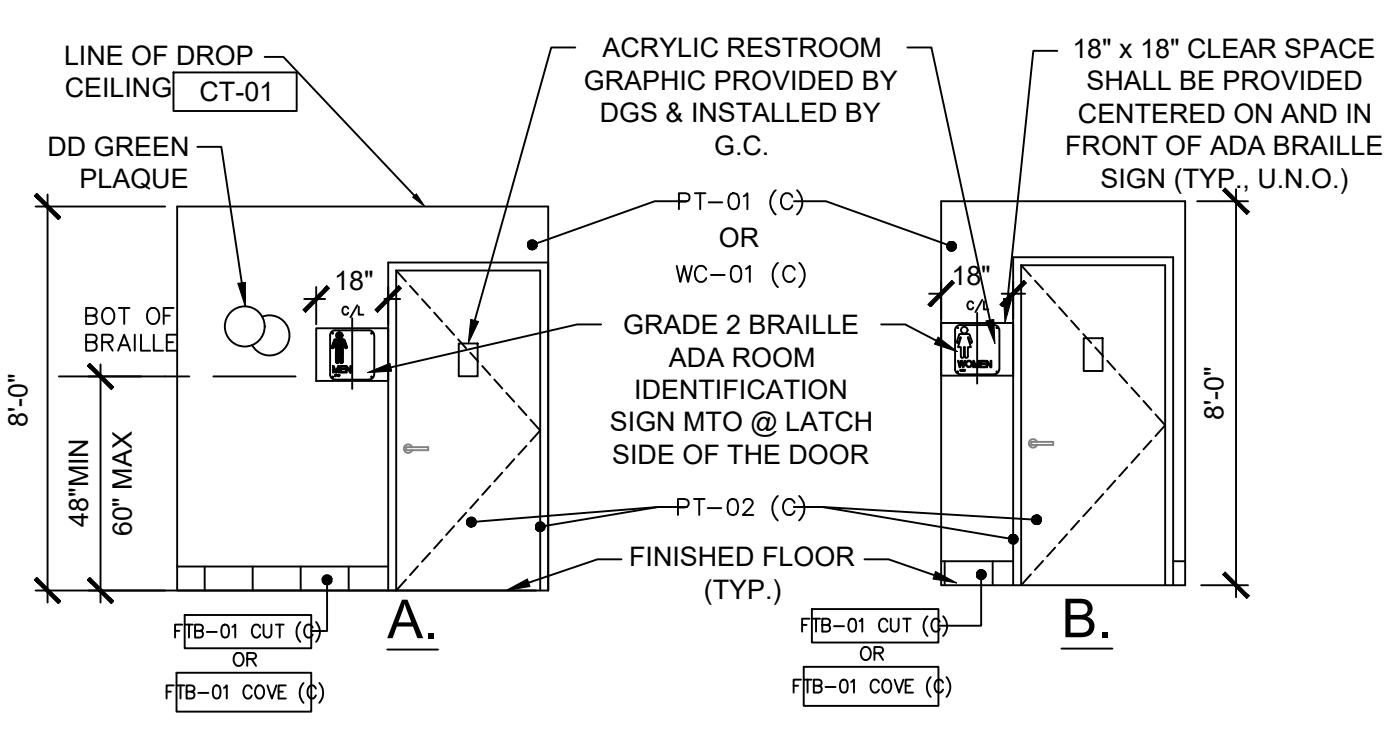 LINE OF DROP
CEILING
CT-01
DD GREEN
PLAQUE
ACRYLIC RESTROOM
GRAPHIC PROVIDED BY
DGS & INSTALLED BY
G.C.
18" x 18" CLEAR SPACE
SHALL BE PROVIDED
CENTERED ON AND IN
FRONT OF ADA BRAILLE
SIGN (TYP., U.N.O.)
PT-01 (C)
OR
WC-01 (C)
18"
C/L
18"
C/L
BOT OF
BRAILLE
MEN
WOMEN
GRADE 2 BRAILLE
ADA ROOM
IDENTIFICATION
SIGN MTO @ LATCH
SIDE OF THE DOOR
8'-0"
48"MIN
60" MAX
8'-0"
PT-02 (C)
FINISHED FLOOR
(TYP.)
FTB-01 CUT (C)
OR
FTB-01 COVE (C)
A.
FTB-01 CUT (C)
OR
FTB-01 COVE (C)
B.